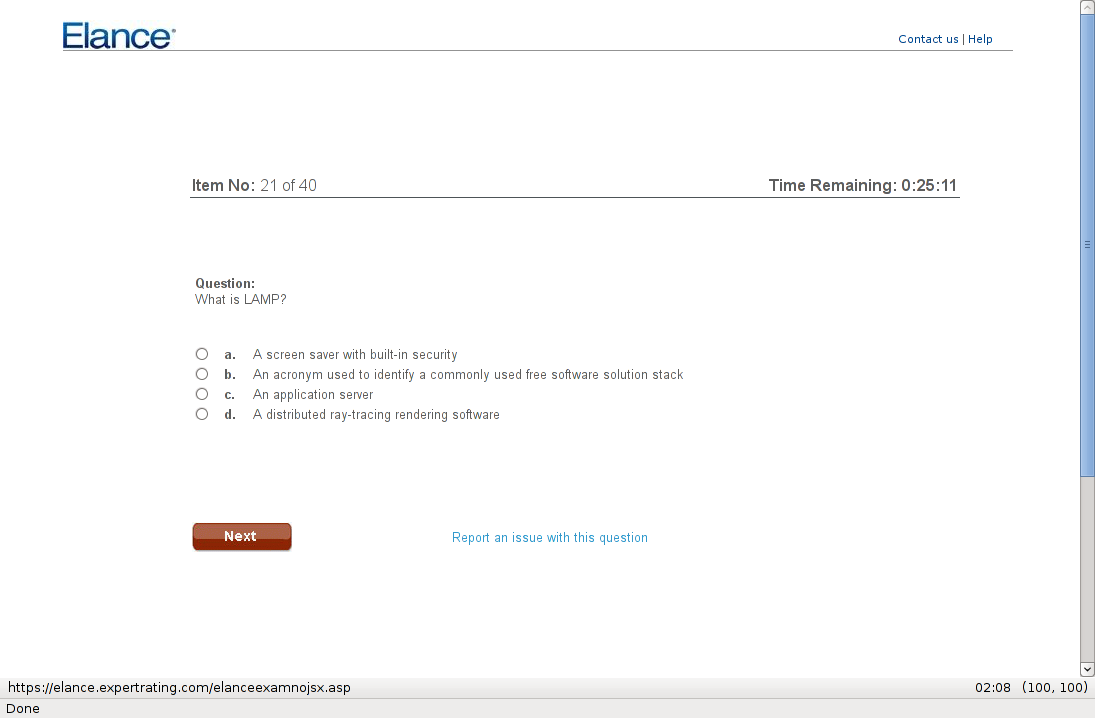 Elance
Contact us | Help
Item No: 21 of 40
Time Remaining: 0:25:11
Question:
What is LAMP?
a. A screen saver with built-in security
b. An acronym used to identify a commonly used free software solution stack
c. An application server
d. A distributed ray-tracing rendering software
Next
Report an issue with this question
https://elance.expertrating.com/elanceexamnojsx.asp
02:08 (100, 100)
Done